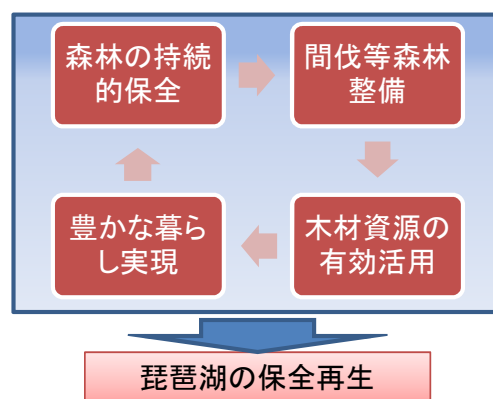 森林の持続
的保全
間伐等森林
整備
豊かな暮ら
し実現
木材資源の
有効活用
琵琶湖の保全再生